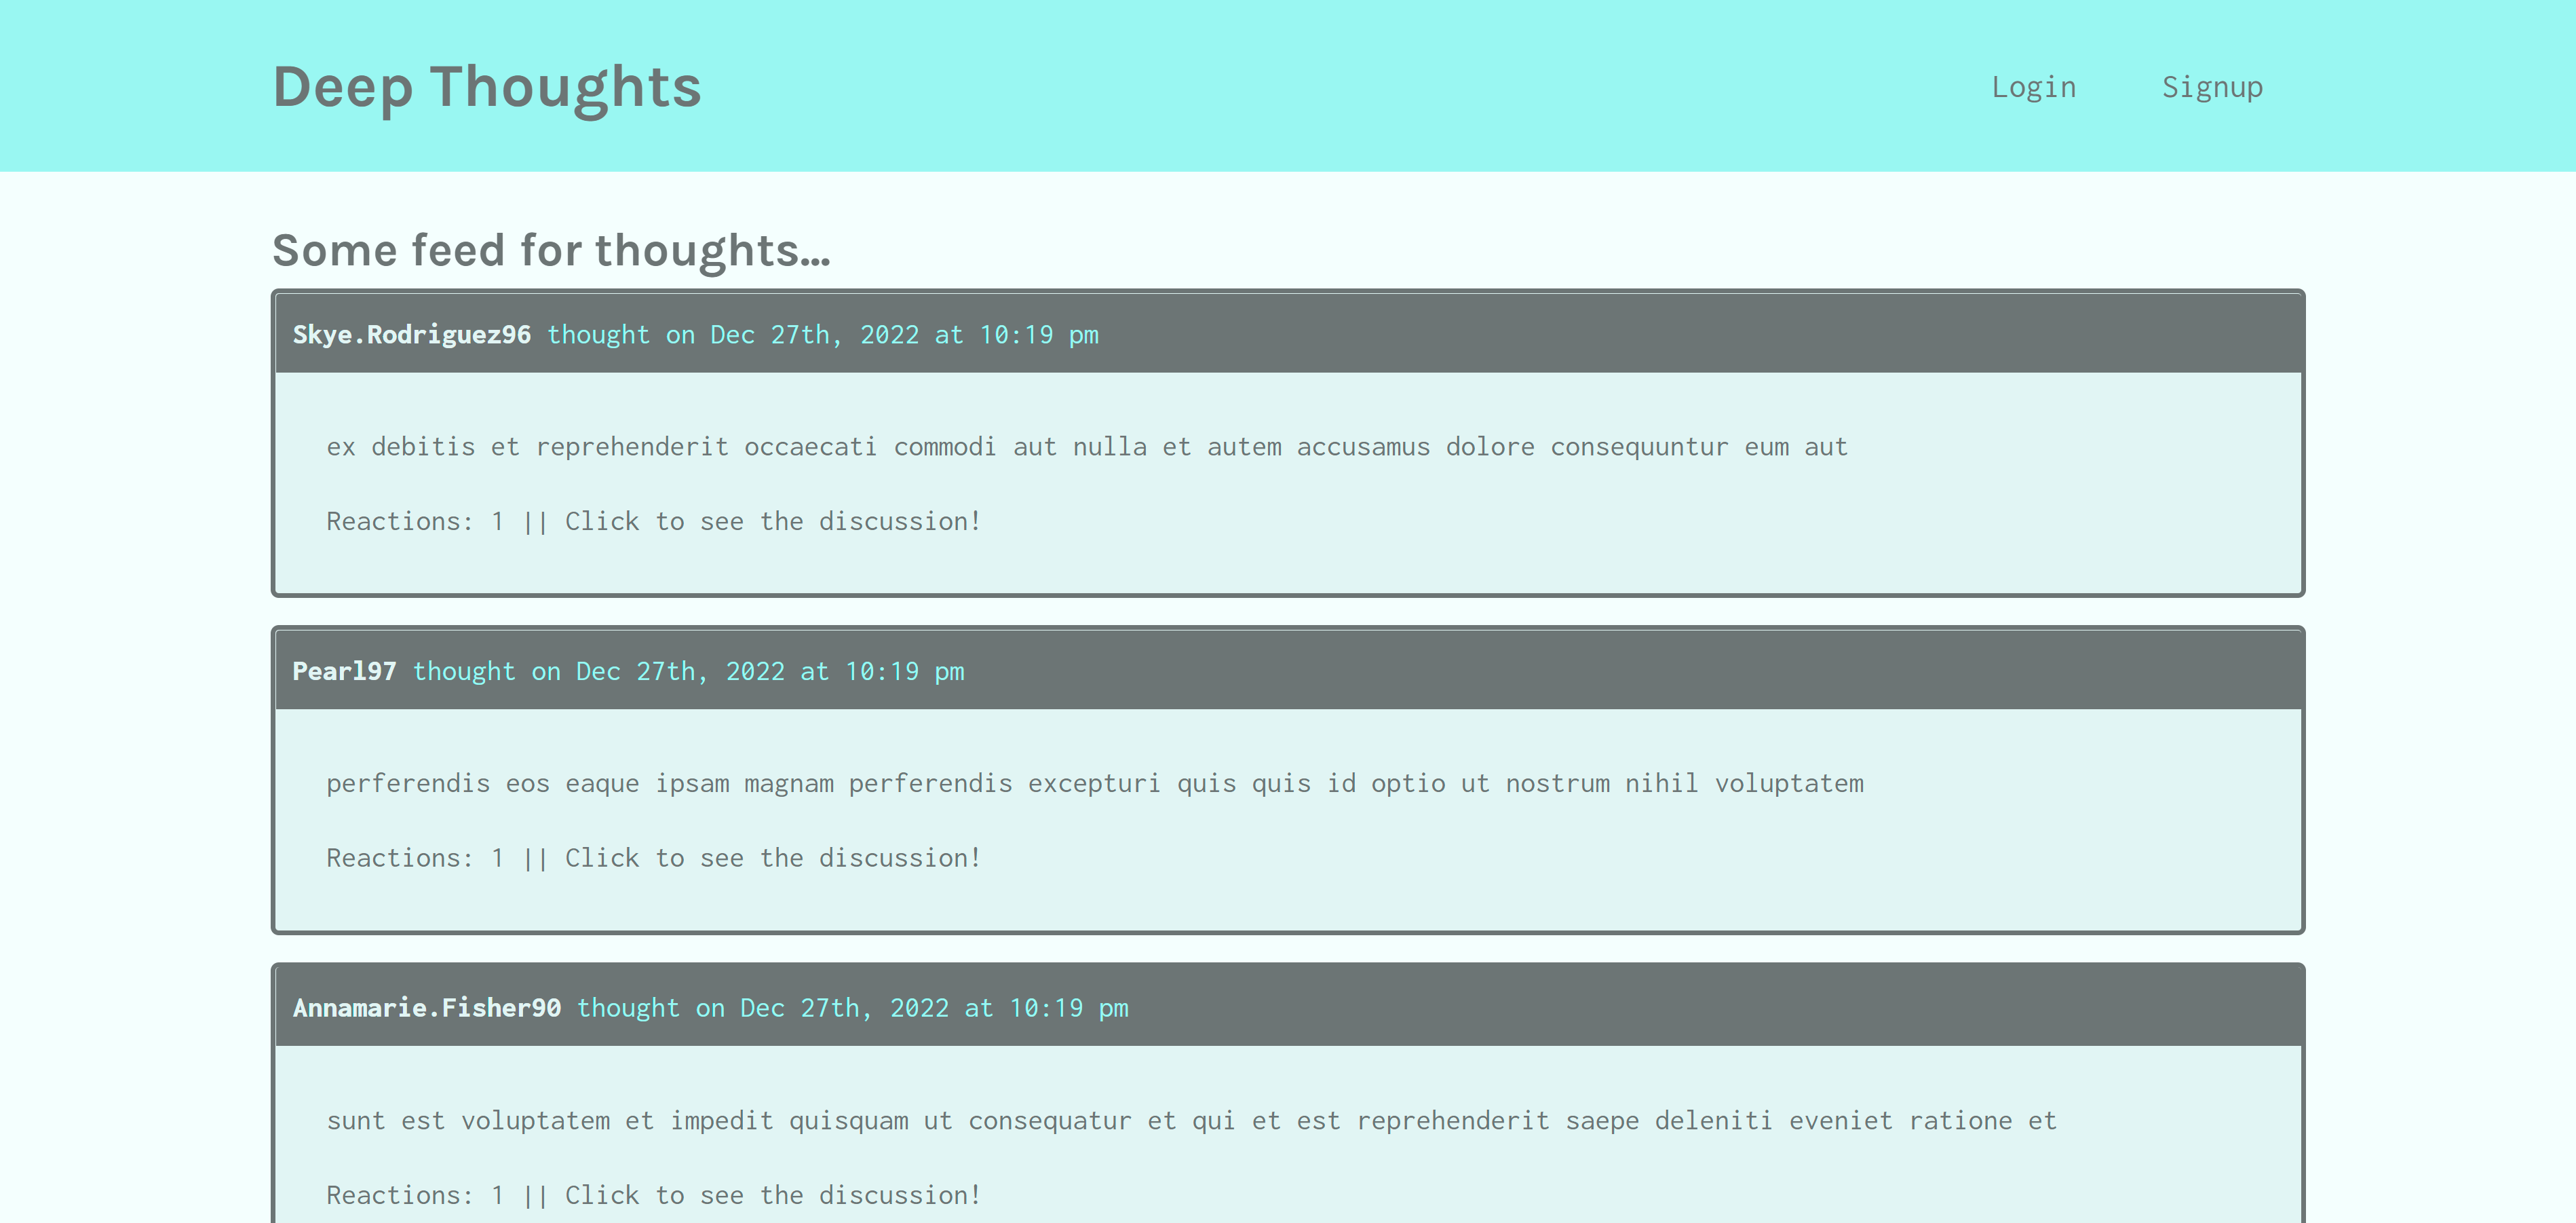 Deep Thoughts
Login Signup
Some feed for thoughts...
Skye.Rodriguez96 thought on Dec 27th, 2022 at 10:19 pm
ex debitis et reprehenderit occaecati commodi aut nulla et autem accusamus dolore consequuntur eum aut
Reactions: 1 || Click to see the discussion!
Pearl97 thought on Dec 27th, 2022 at 10:19 pm
perferendis eos eaque ipsam magnam perferendis excepturi quis quis id optio ut nostrum nihil voluptatem
Reactions: 1 || Click to see the discussion!
Annamarie.Fisher90 thought on Dec 27th, 2022 at 10:19 pm
sunt est voluptatem et impedit quisquam ut consequatur et qui et est reprehenderit saepe deleniti eveniet ratione et
Reactions: 1 || Click to see the discussion!